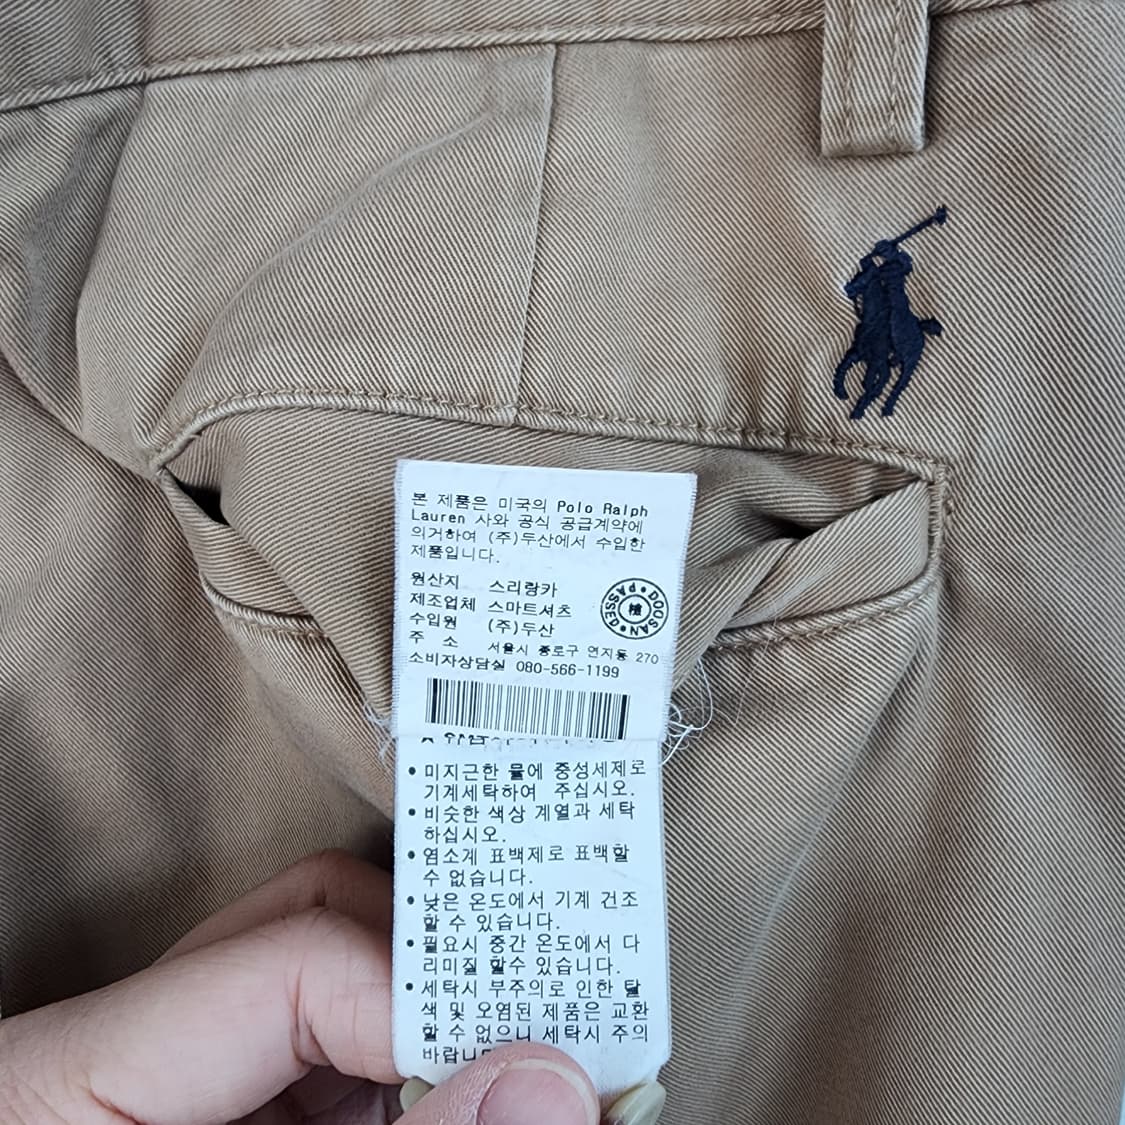 본 제품은 미국의 Polo Ralph
Lauren 사와 공식 공급계약에
의거하여 (주)두산에서 수입한
제품입니다.
원산지 스리랑카
제조업체 스마트셔츠
수입원 (주)두산
주 소 서울시 종로구 연지동 270
소비자상담실 080-566-1199
DOOSAN • PASSED •
檢
• 미지근한 물에 중성세제로
기계세탁하여 주십시오.
• 비슷한 색상 계열과 세탁
하십시오.
• 염소계 표백제로 표백할
수 없습니다.
• 낮은 온도에서 기계 건조
할 수 있습니다.
• 필요시 중간 온도에서 다
리미질 할수 있습니다.
• 세탁시 부주의로 인한 탈
색 및 오염된 제품은 교환
할 수 없으니 세탁시 주의